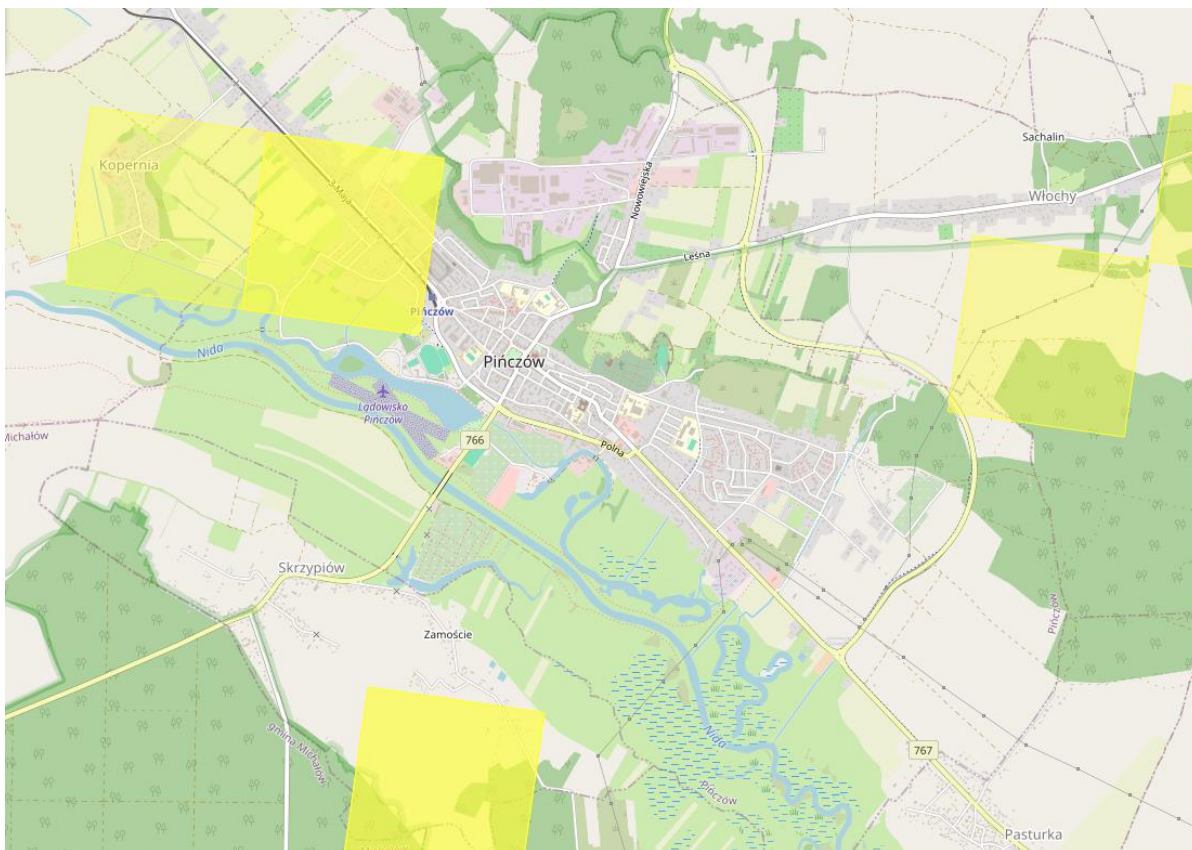 Kopernia
3 Maja
Nowowiejska
Sachalin
Włochy
Leśna
Pińczów
Pińczów
Nida
Lądowisko
Pińczów
Michałów
766
Polna
Skrzypiów
Zamoście
Pińczów
gmina Michałów
Nida
767
Pińczów
Pasturka